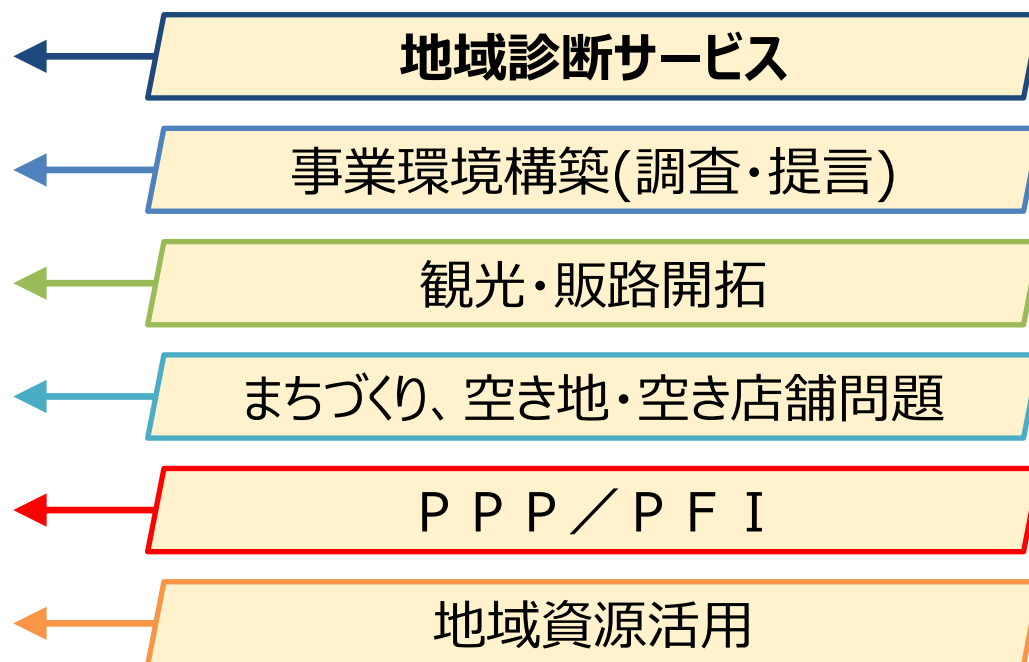 地域診断サービス
事業環境構築(調査・提言)
観光・販路開拓
まちづくり、空き地・空き店舗問題
ＰＰＰ／ＰＦＩ
地域資源活用